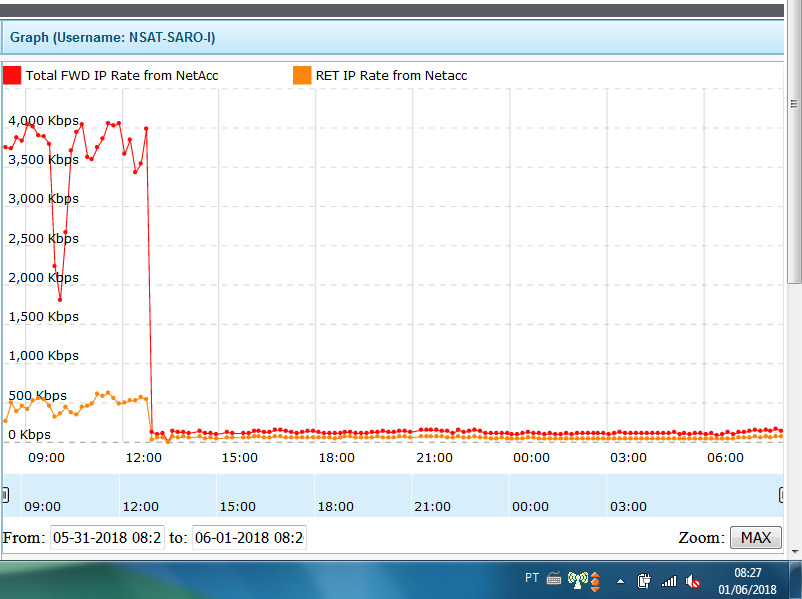 Graph (Username: NSAT-SARO-I)
Total FWD IP Rate from NetAcc
RET IP Rate from Netacc
4,000 Kbps
3,500 Kbps
3,000 Kbps
2,500 Kbps
2,000 Kbps
1,500 Kbps
1,000 Kbps
500 Kbps
0 Kbps
09:00 12:00 15:00 18:00 21:00 00:00 03:00 06:00
09:00 12:00 15:00 18:00 21:00 00:00 03:00
From: 05-31-2018 08:2 to: 06-01-2018 08:2 Zoom: MAX
PT
08:27
01/06/2018